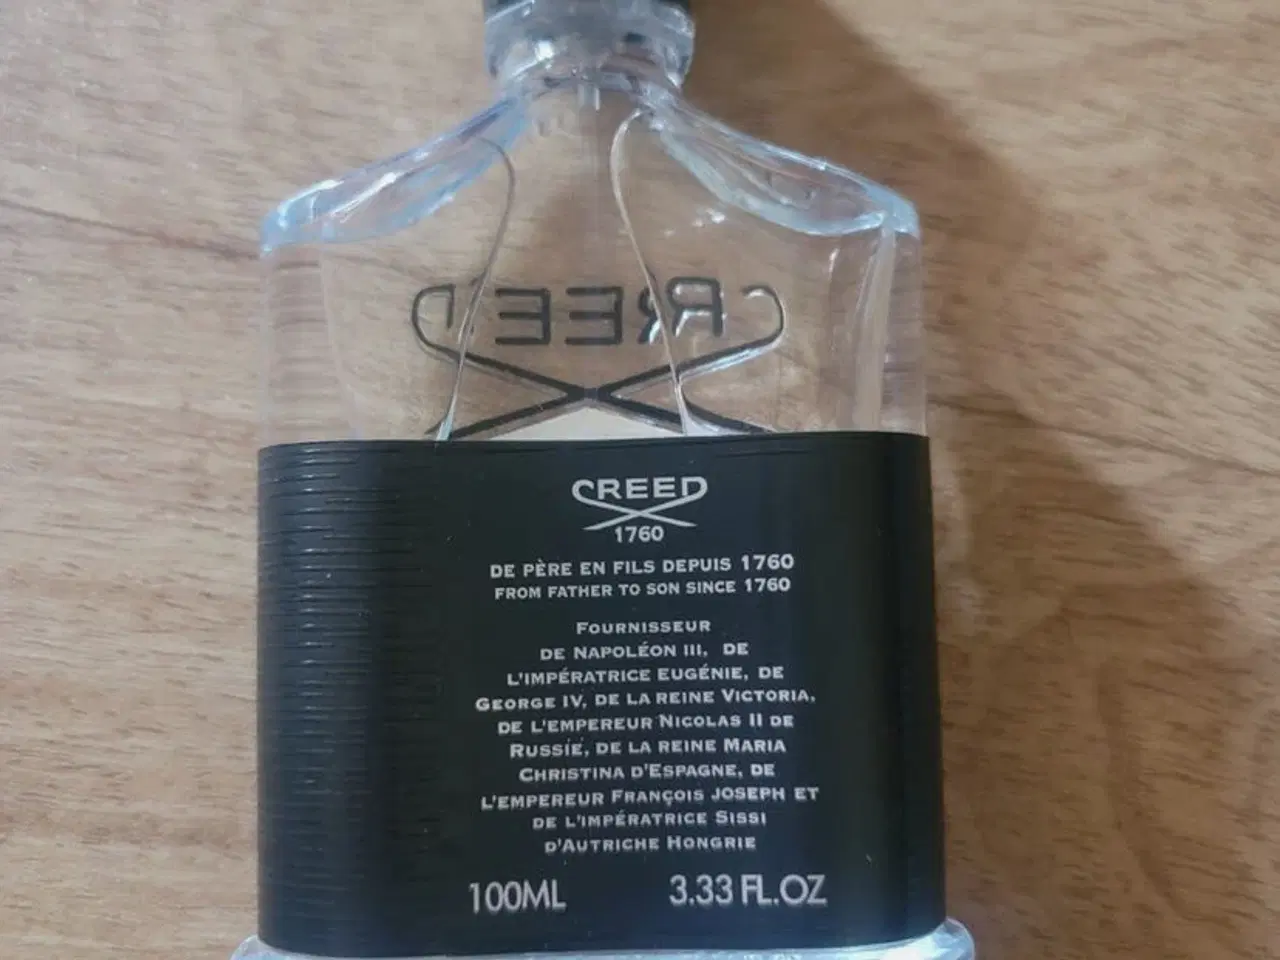 CREED
CREED
1760
DE PÈRE EN FILS DEPUIS 1760
FROM FATHER TO SON SINCE 1760
FOURNISSEUR
DE NAPOLÉON III, DE
L'IMPÉRATRICE EUGÉNIE, DE
GEORGE IV, DE LA REINE VICTORIA,
DE L'EMPEREUR NICOLAS II DE
RUSSIE, DE LA REINE MARIA
CHRISTINA D'ESPAGNE, DE
L'EMPEREUR FRANÇOIS JOSEPH ET
DE L'IMPÉRATRICE SISSI
D'AUTRICHE HONGRIE
100ML 3.33 FL.OZ